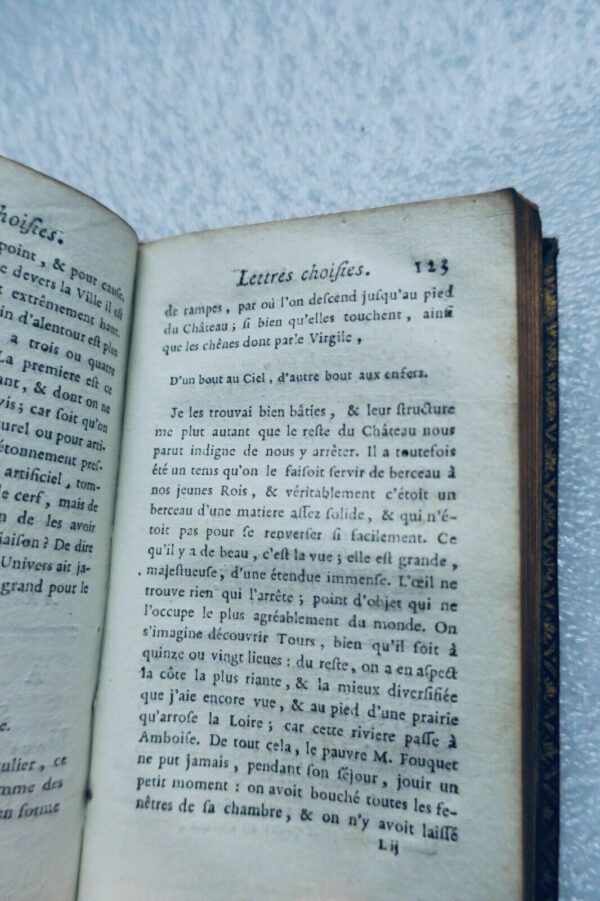 hoiſies.
point, & pour cauſe.
devers la Ville il eſt
extrêmement haut.
in d'alentour eſt plus
a trois ou quatre
La premiere eſt ce
ant, & dont on ne
vis; car ſoit qu'on
urel ou pour arti-
étonnement preſ-
artificiel, tom-
le cerf, mais de
n de les avoir
iaiſon? De dire
Univers ait ja-
grand pour le
e.
ulier, ce
mme des
en forme
Lettres choiſies. 123
de rampes, par où l'on deſcend juſqu'au pied
du Château; ſi bien qu'elles touchent, ainſi
que les chênes dont parle Virgile,
D'un bout au Ciel, d'autre bout aux enfers.
Je les trouvai bien bâties, & leur ſtructure
me plut autant que le reſte du Château nous
parut indigne de nous y arrêter. Il a toutefois
été un tems qu'on le faiſoit ſervir de berceau à
nos jeunes Rois, & véritablement c'étoit un
berceau d'une matiere aſſez ſolide, & qui n'é-
toit pas pour ſe renverſer ſi facilement. Ce
qu'il y a de beau, c'eſt la vue; elle eſt grande,
majeſtueuſe, d'une étendue immenſe. L'œil ne
trouve rien qui l'arrête; point d'objet qui ne
l'occupe le plus agréablement du monde. On
s'imagine découvrir Tours, bien qu'il ſoit à
quinze ou vingt lieues: du reſte, on a en aſpect
la côte la plus riante, & la mieux diverſifiée
que j'aie encore vue, & au pied d'une prairie
qu'arroſe la Loire; car cette riviere paſſe à
Amboiſe. De tout cela, le pauvre M. Fouquet
ne put jamais, pendant ſon ſéjour, jouir un
petit moment: on avoit bouché toutes les fe-
nêtres de ſa chambre, & on n'y avoit laiſſé
L ij